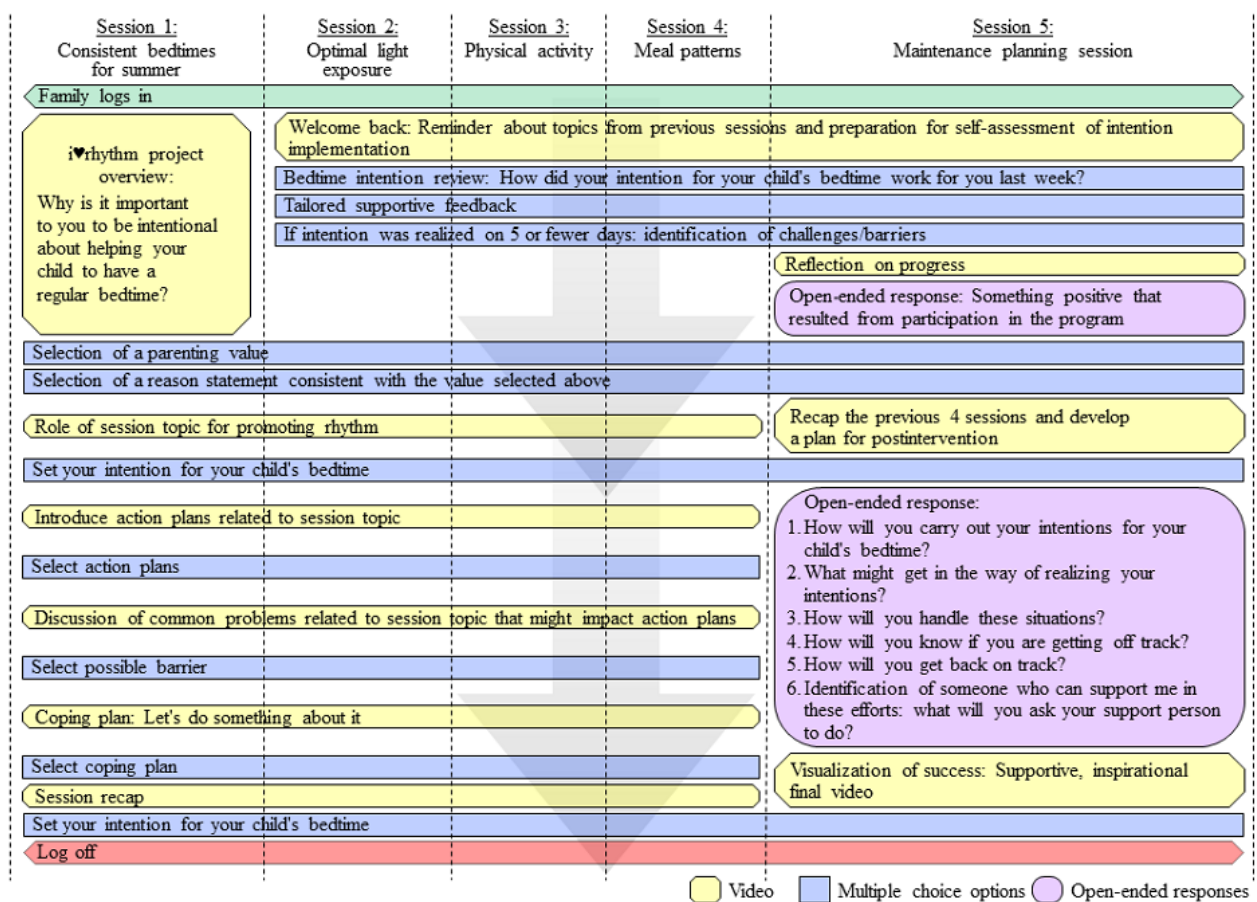 Session 1:
Consistent bedtimes
for summer
Session 2:
Optimal light
exposure
Session 3:
Physical activity
Session 4:
Meal patterns
Session 5:
Maintenance planning session
Family logs in
i♥rhythm project
overview:
Why is it important
to you to be intentional
about helping your
child to have a
regular bedtime?
Welcome back: Reminder about topics from previous sessions and preparation for self-assessment of intention
implementation
Bedtime intention review: How did your intention for your child's bedtime work for you last week?
Tailored supportive feedback
If intention was realized on 5 or fewer days: identification of challenges/barriers
Reflection on progress
Open-ended response: Something positive that
resulted from participation in the program
Selection of a parenting value
Selection of a reason statement consistent with the value selected above
Role of session topic for promoting rhythm
Recap the previous 4 sessions and develop
a plan for postintervention
Set your intention for your child's bedtime
Introduce action plans related to session topic
Select action plans
Discussion of common problems related to session topic that might impact action plans
Select possible barrier
Coping plan: Let's do something about it
Select coping plan
Session recap
Open-ended response:
1. How will you carry out your intentions for your
child's bedtime?
2. What might get in the way of realizing your
intentions?
3. How will you handle these situations?
4. How will you know if you are getting off track?
5. How will you get back on track?
6. Identification of someone who can support me in
these efforts: what will you ask your support person
to do?
Visualization of success: Supportive, inspirational
final video
Set your intention for your child's bedtime
Log off
Video
Multiple choice options
Open-ended responses